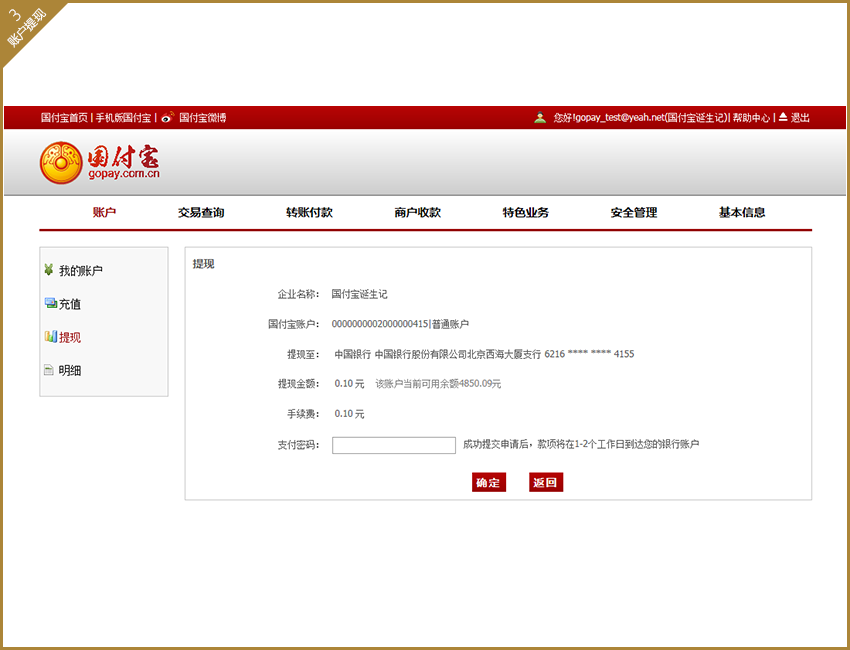 3
账户提现
国付宝首页 | 手机版国付宝 | 国付宝微博
您好!gopay_test@yeah.net(国付宝诞生记)| 帮助中心 | 退出
国付宝
gopay.com.cn
账户 交易查询 转账付款 商户收款 特色业务 安全管理 基本信息
我的账户
充值
提现
明细
提现
企业名称: 国付宝诞生记
国付宝账户: 0000000002000000415|普通账户
提现至: 中国银行 中国银行股份有限公司北京西海大厦支行 6216 **** **** 4155
提现金额: 0.10 元 该账户当前可用余额4850.09元
手续费: 0.10 元
支付密码: 成功提交申请后，款项将在1-2个工作日到达您的银行账户
确定 返回